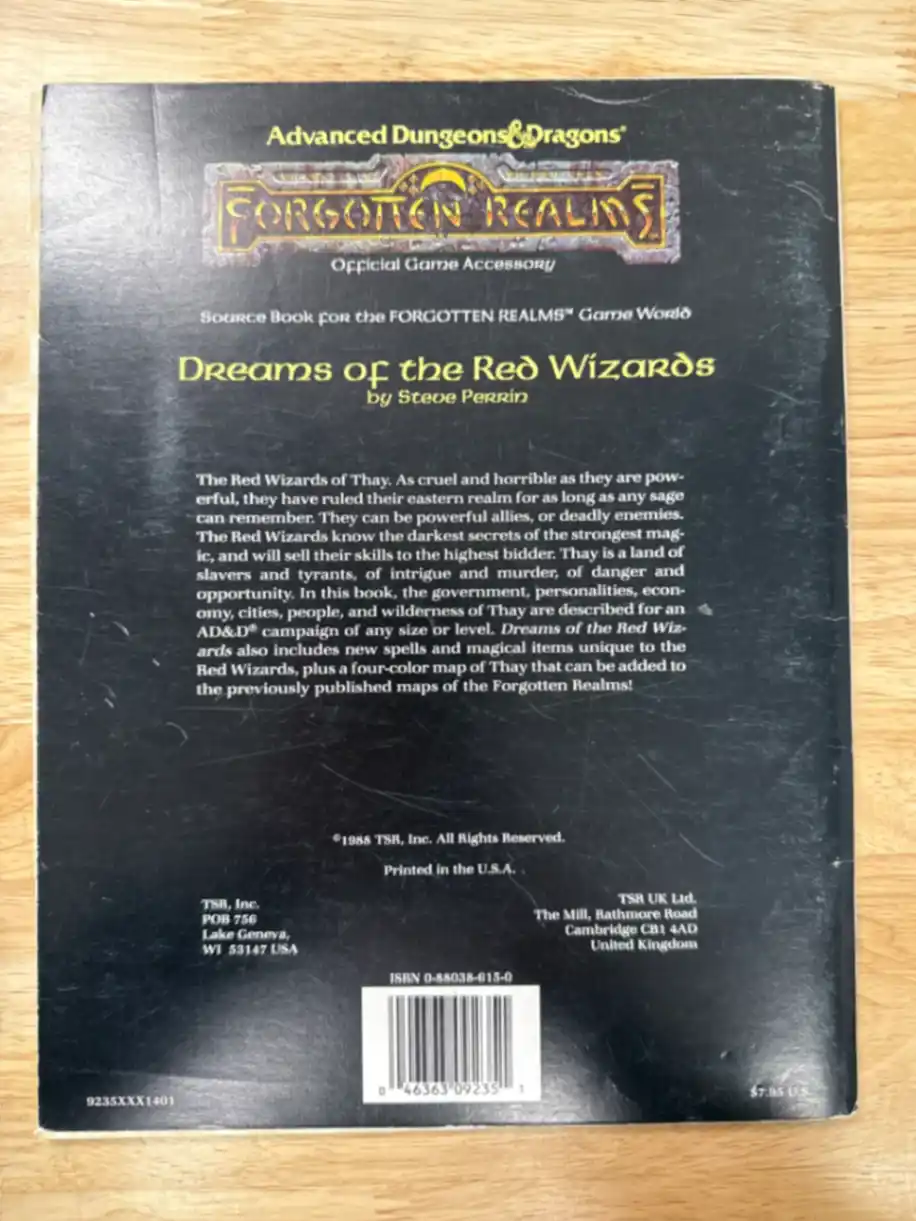 Advanced Dungeons&Dragons®
FORGOTTEN REALMS
Official Game Accessory
Source Book for the FORGOTTEN REALMS™ Game World
Dreams of the Red Wizards
by Steve Perrin
The Red Wizards of Thay. As cruel and horrible as they are pow-
erful, they have ruled their eastern realm for as long as any sage
can remember. They can be powerful allies, or deadly enemies.
The Red Wizards know the darkest secrets of the strongest mag-
ic, and will sell their skills to the highest bidder. Thay is a land of
slavers and tyrants, of intrigue and murder, of danger and
opportunity. In this book, the government, personalities, econ-
omy, cities, people, and wilderness of Thay are described for an
AD&D® campaign of any size or level. Dreams of the Red Wiz-
ards also includes new spells and magical items unique to the
Red Wizards, plus a four-color map of Thay that can be added to
the previously published maps of the Forgotten Realms!
©1988 TSR, Inc. All Rights Reserved.
Printed in the U.S.A.
TSR, Inc.
POB 756
Lake Geneva,
WI 53147 USA
TSR UK Ltd.
The Mill, Rathmore Road
Cambridge CB1 4AD
United Kingdom
ISBN 0-88038-615-0
0 46363 09235 1
9235XXX1401
$7.95 U.S.